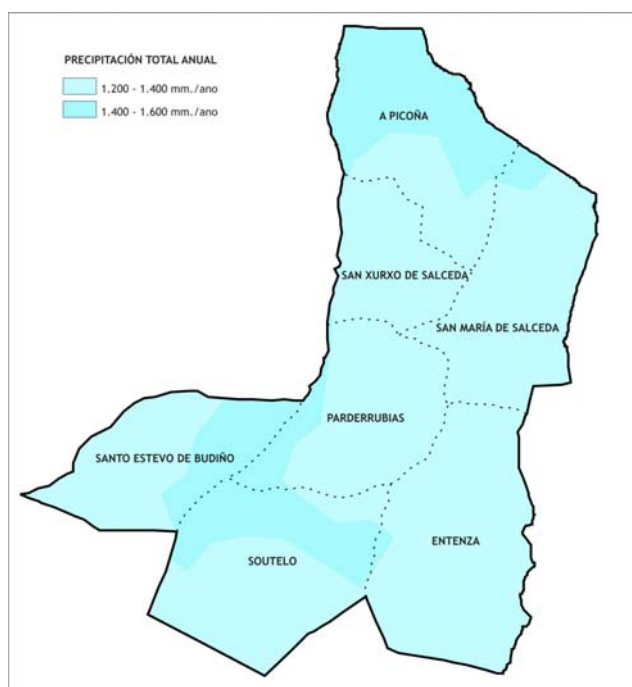 PRECIPITACIÓN TOTAL ANUAL
1.200 - 1.400 mm./ano
1.400 - 1.600 mm./ano
A PICOÑA
SAN XURXO DE SALCEDA
SAN MARÍA DE SALCEDA
PARDERRUBIAS
SANTO ESTEVO DE BUDIÑO
ENTENZA
SOUTELO